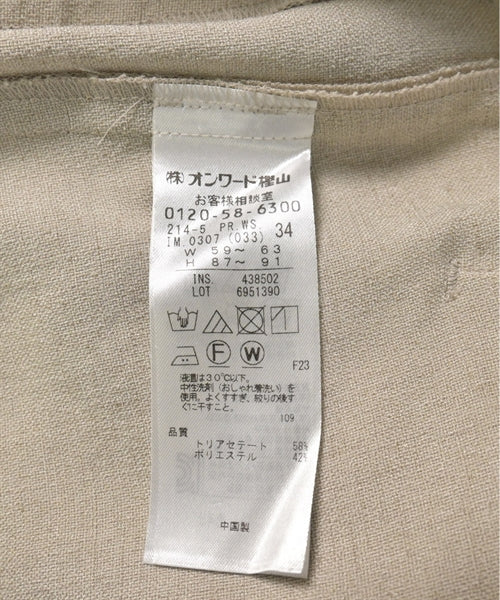 (株)オンワード樫山
お客様相談室
0120-58-6300
214-5 PR.WS. 34
IM.0307 (033)
W 59~ 63
H 87~ 91
INS. 438502
LOT 6951390
F W
F23
液温は30℃以下。
中性洗剤(おしゃれ着洗い)を
使用。よくすすぎ、絞りの後す
ぐに干すこと。
109
品質
トリアセテート 58%
ポリエステル 42%
中国製